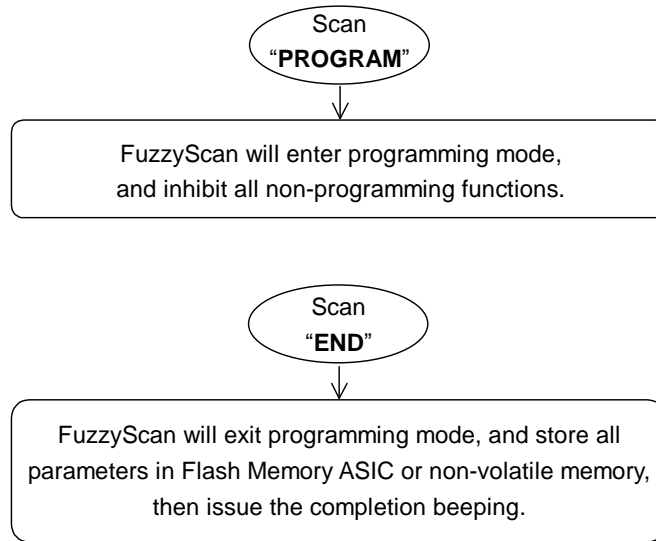 Scan
“PROGRAM”
FuzzyScan will enter programming mode,
and inhibit all non-programming functions.
Scan
“END”
FuzzyScan will exit programming mode, and store all
parameters in Flash Memory ASIC or non-volatile memory,
then issue the completion beeping.